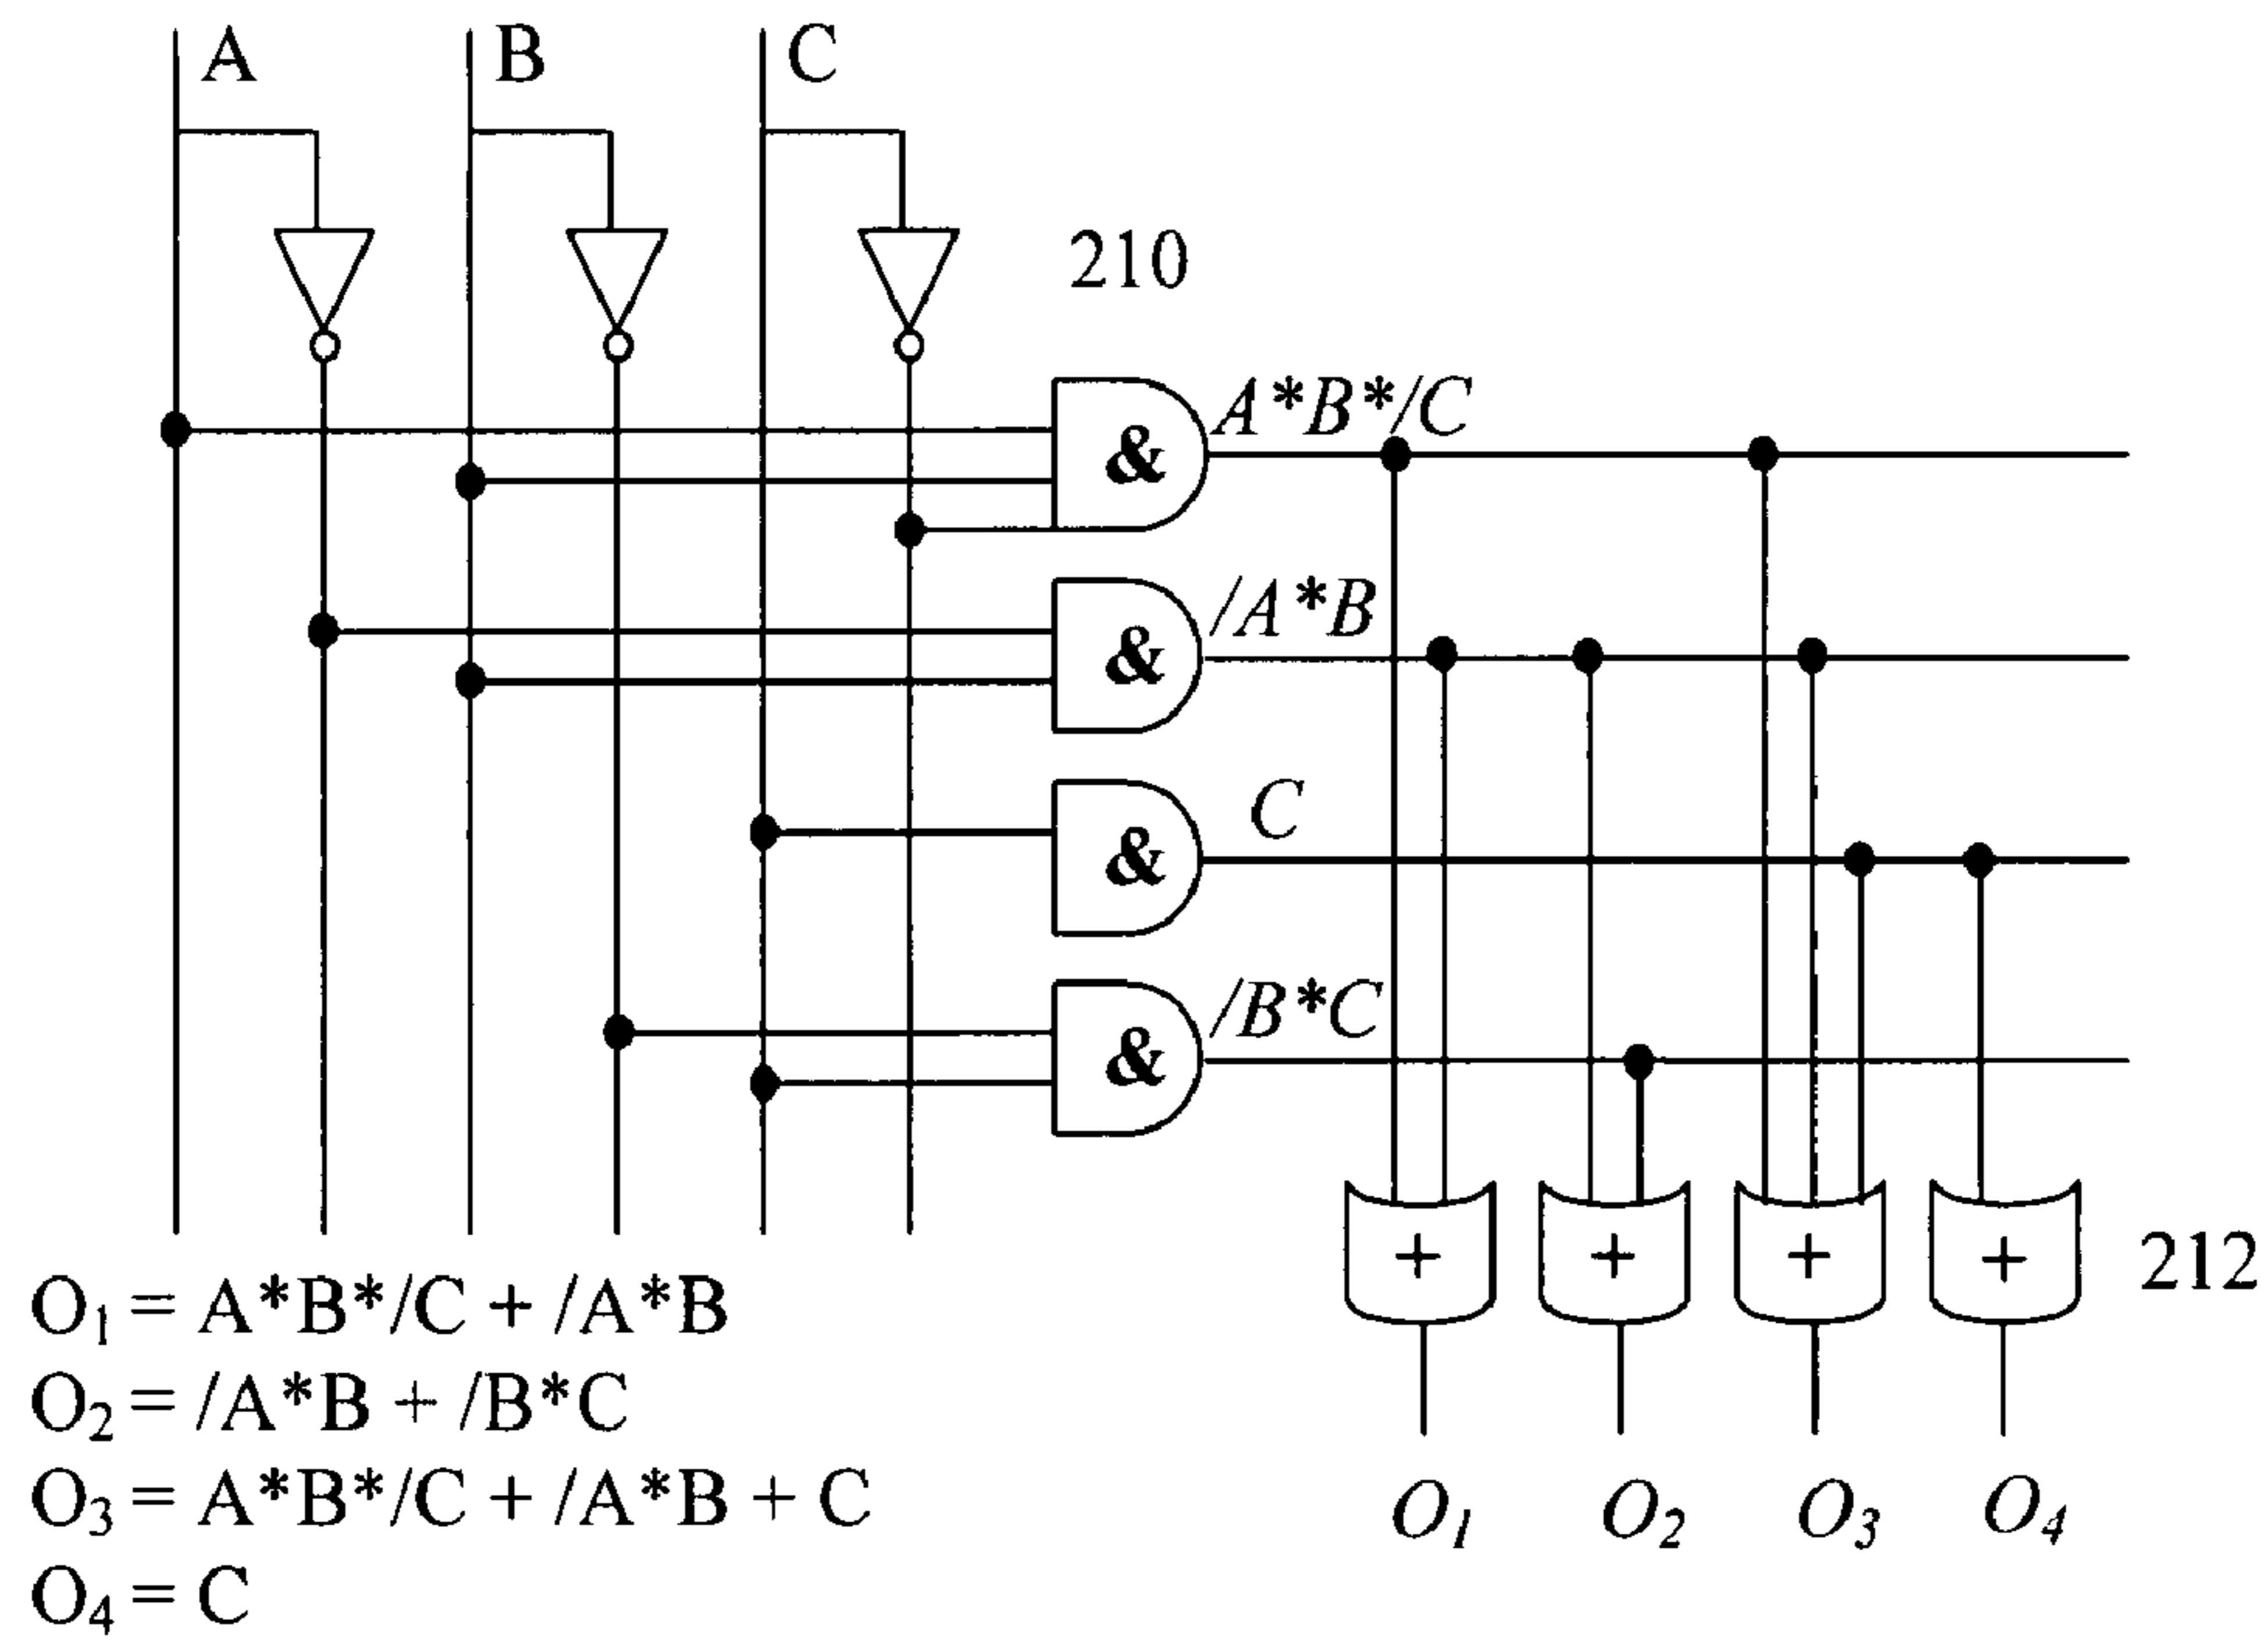 A B C
210
A*B*/C
&
/A*B
&
C
&
/B*C
&
+ + + + 212
O₁ O₂ O₃ O₄
O₁ = A*B*/C + /A*B
O₂ = /A*B + /B*C
O₃ = A*B*/C + /A*B + C
O₄ = C